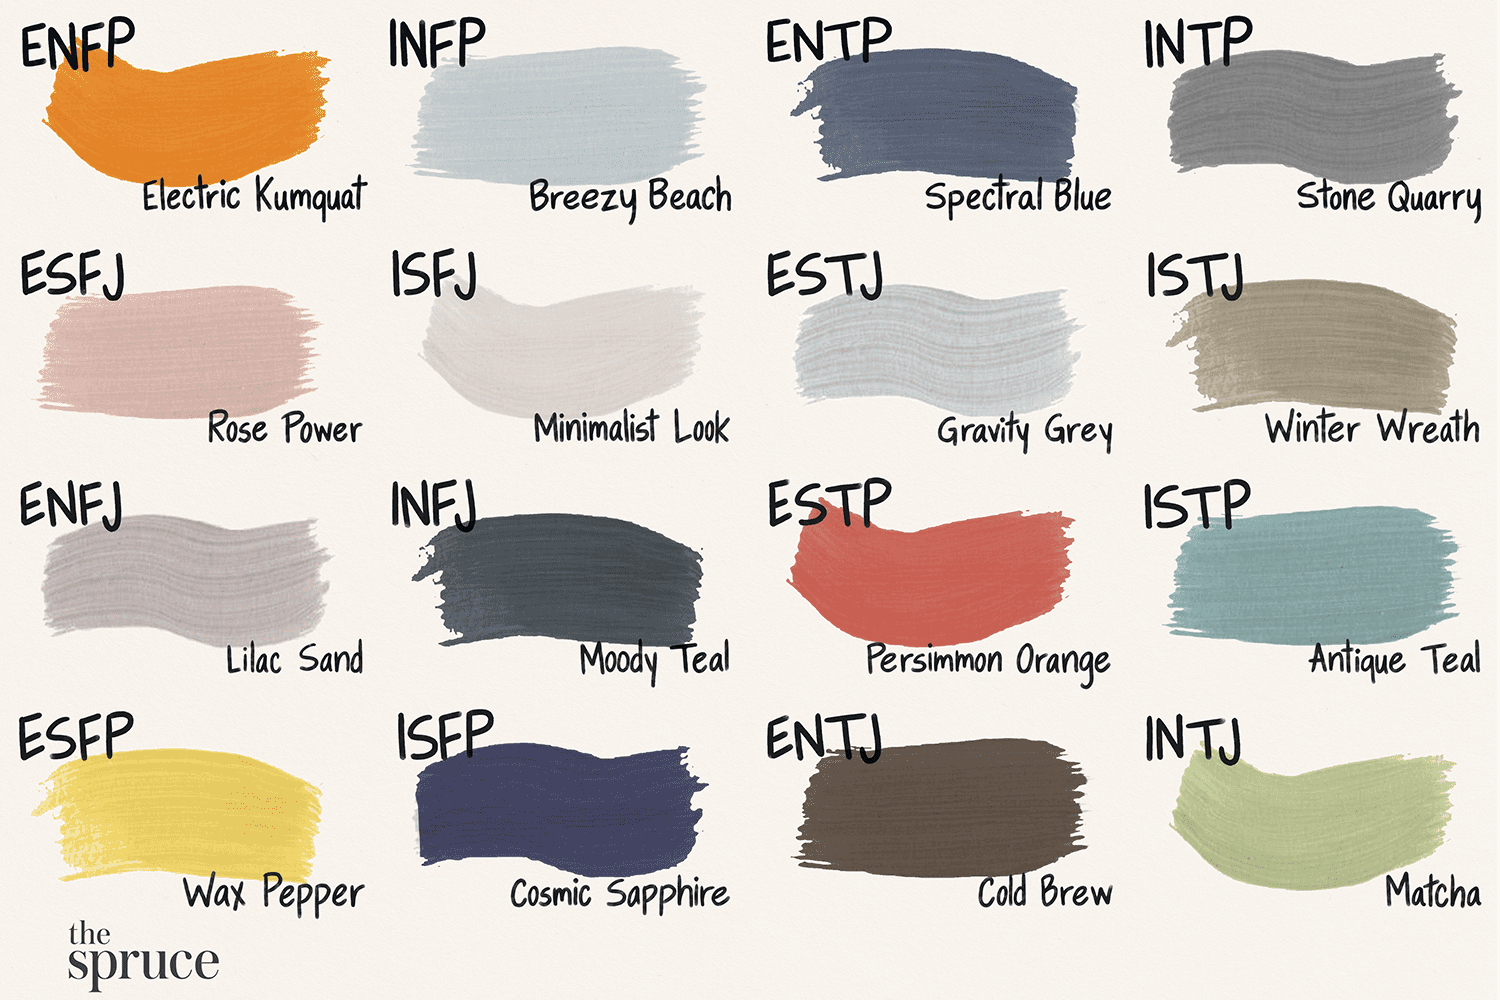 ENFP INFP ENTP INTP
Electric Kumquat Breezy Beach Spectral Blue Stone Quarry
ESFJ ISFJ ESTJ ISTJ
Rose Power Minimalist Look Gravity Grey Winter Wreath
ENFJ INFJ ESTP ISTP
Lilac Sand Moody Teal Persimmon Orange Antique Teal
ESFP ISFP ENTJ INTJ
Wax Pepper Cosmic Sapphire Cold Brew Matcha
the
spruce